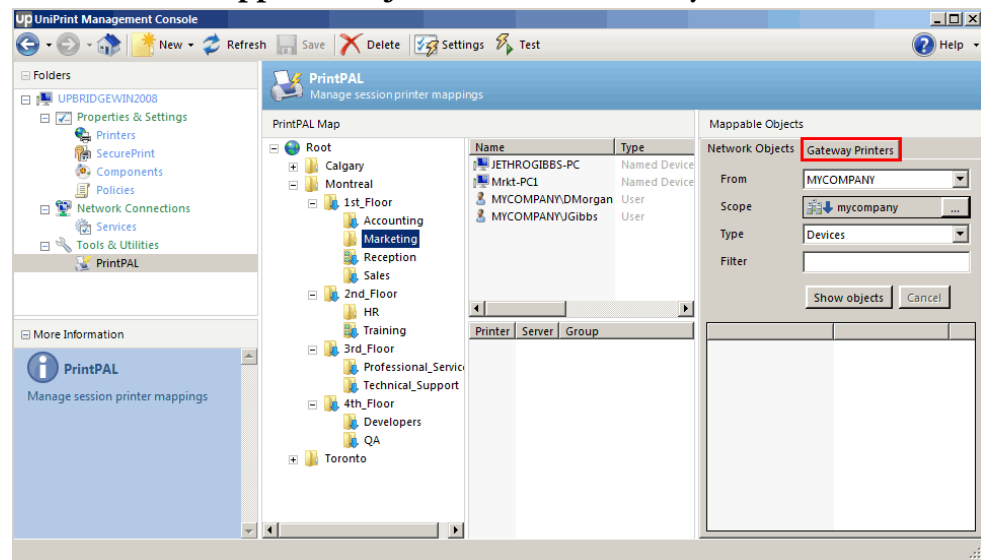 UniPrint Management Console
New Refresh Save Delete Settings Test Help
Folders
UPBRIDGEWIN2008
Properties & Settings
Printers
SecurePrint
Components
Policies
Network Connections
Services
Tools & Utilities
PrintPAL
More Information
PrintPAL
Manage session printer mappings
PrintPAL
Manage session printer mappings
PrintPAL Map
Root
Calgary
Montreal
1st_Floor
Accounting
Marketing
Reception
Sales
2nd_Floor
HR
Training
3rd_Floor
Professional_Servic
Technical_Support
4th_Floor
Developers
QA
Toronto
Name Type
JETHROGIBBS-PC Named Device
Mrkt-PC1 Named Device
MYCOMPANY\DMorgan User
MYCOMPANY\JGibbs User
Printer Server Group
Mappable Objects
Network Objects Gateway Printers
From MYCOMPANY
Scope mycompany ...
Type Devices
Filter
Show objects Cancel